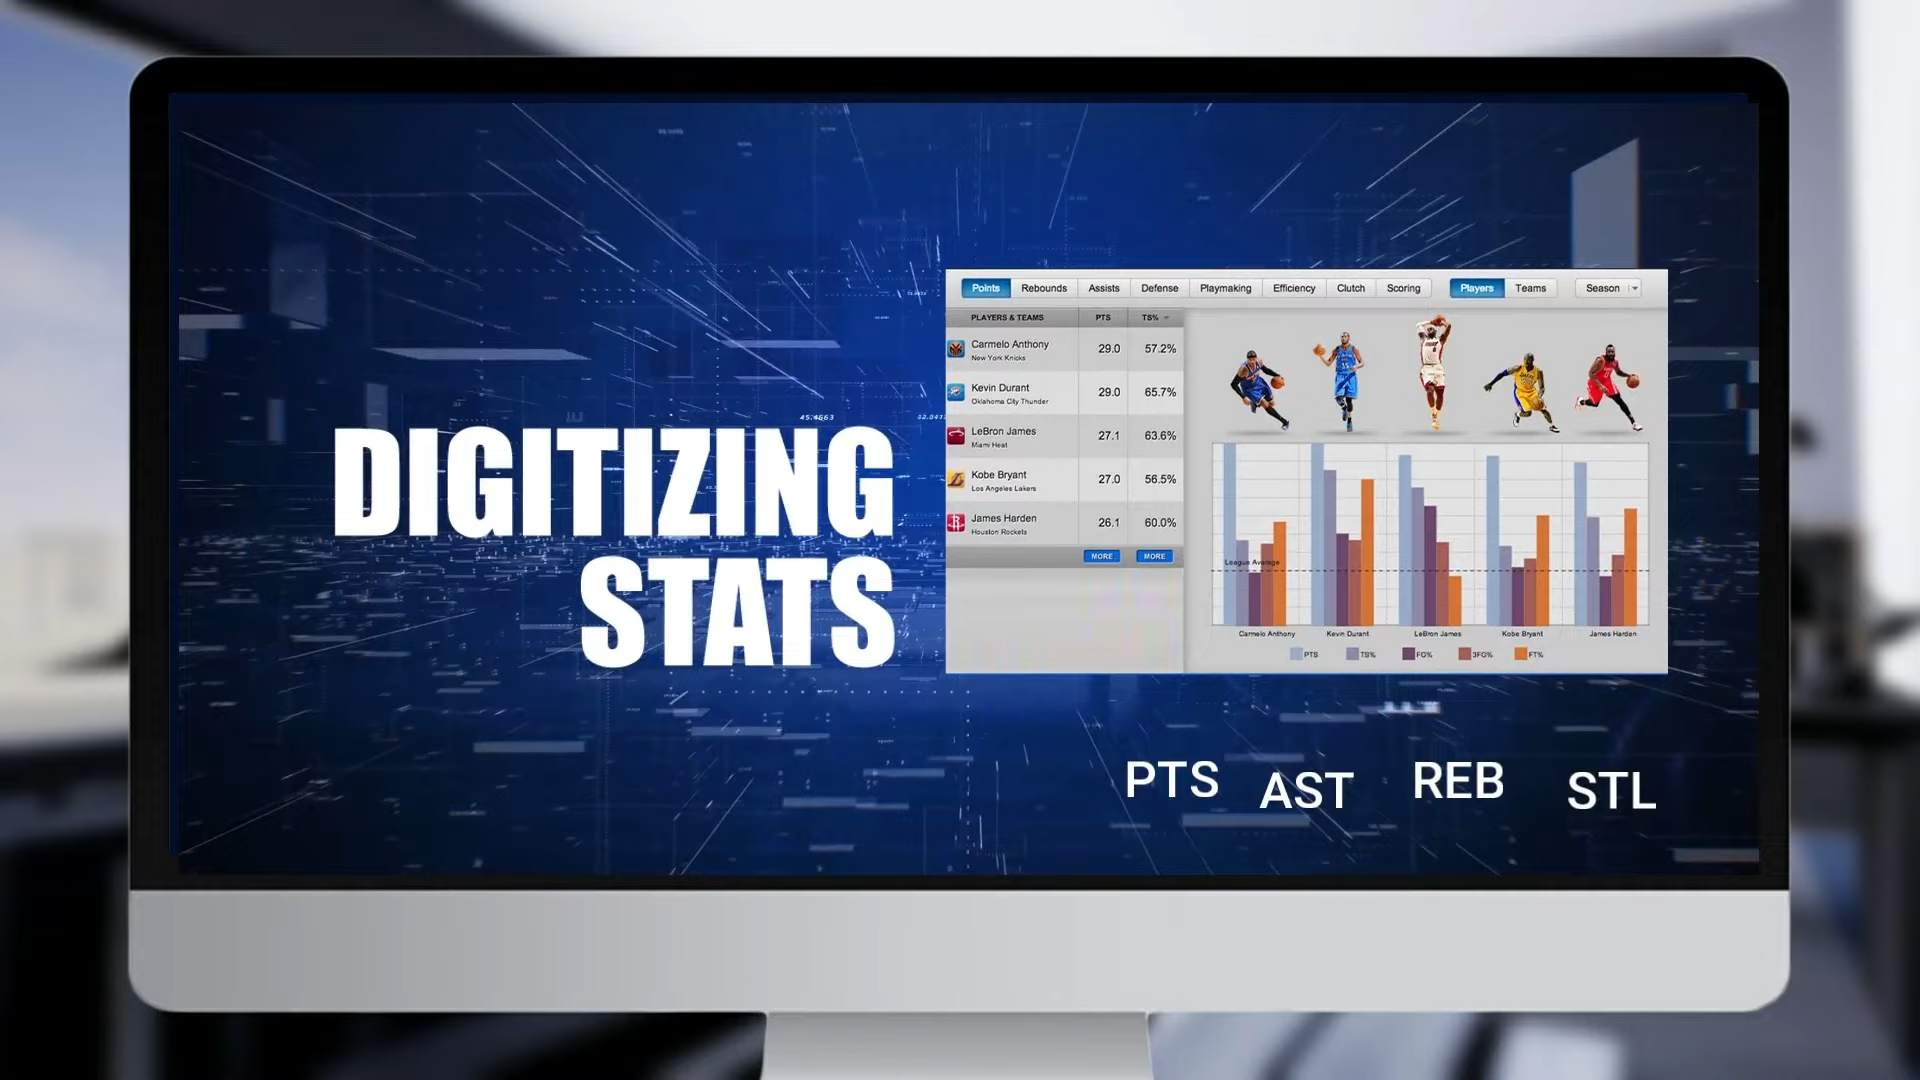 Points Rebounds Assists Defense Playmaking Efficiency Clutch Scoring Players Teams Season
PLAYERS & TEAMS PTS TS%
Carmelo Anthony 29.0 57.2%
New York Knicks
Kevin Durant 29.0 65.7%
Oklahoma City Thunder
LeBron James 27.1 63.6%
Miami Heat
Kobe Bryant 27.0 56.5%
Los Angeles Lakers
James Harden 26.1 60.0%
Houston Rockets
MORE MORE
League Average
Carmelo Anthony Kevin Durant LeBron James Kobe Bryant James Harden
PTS TS% FG% 3FG% FT%
45.4663
DIGITIZING
STATS
PTS AST REB STL